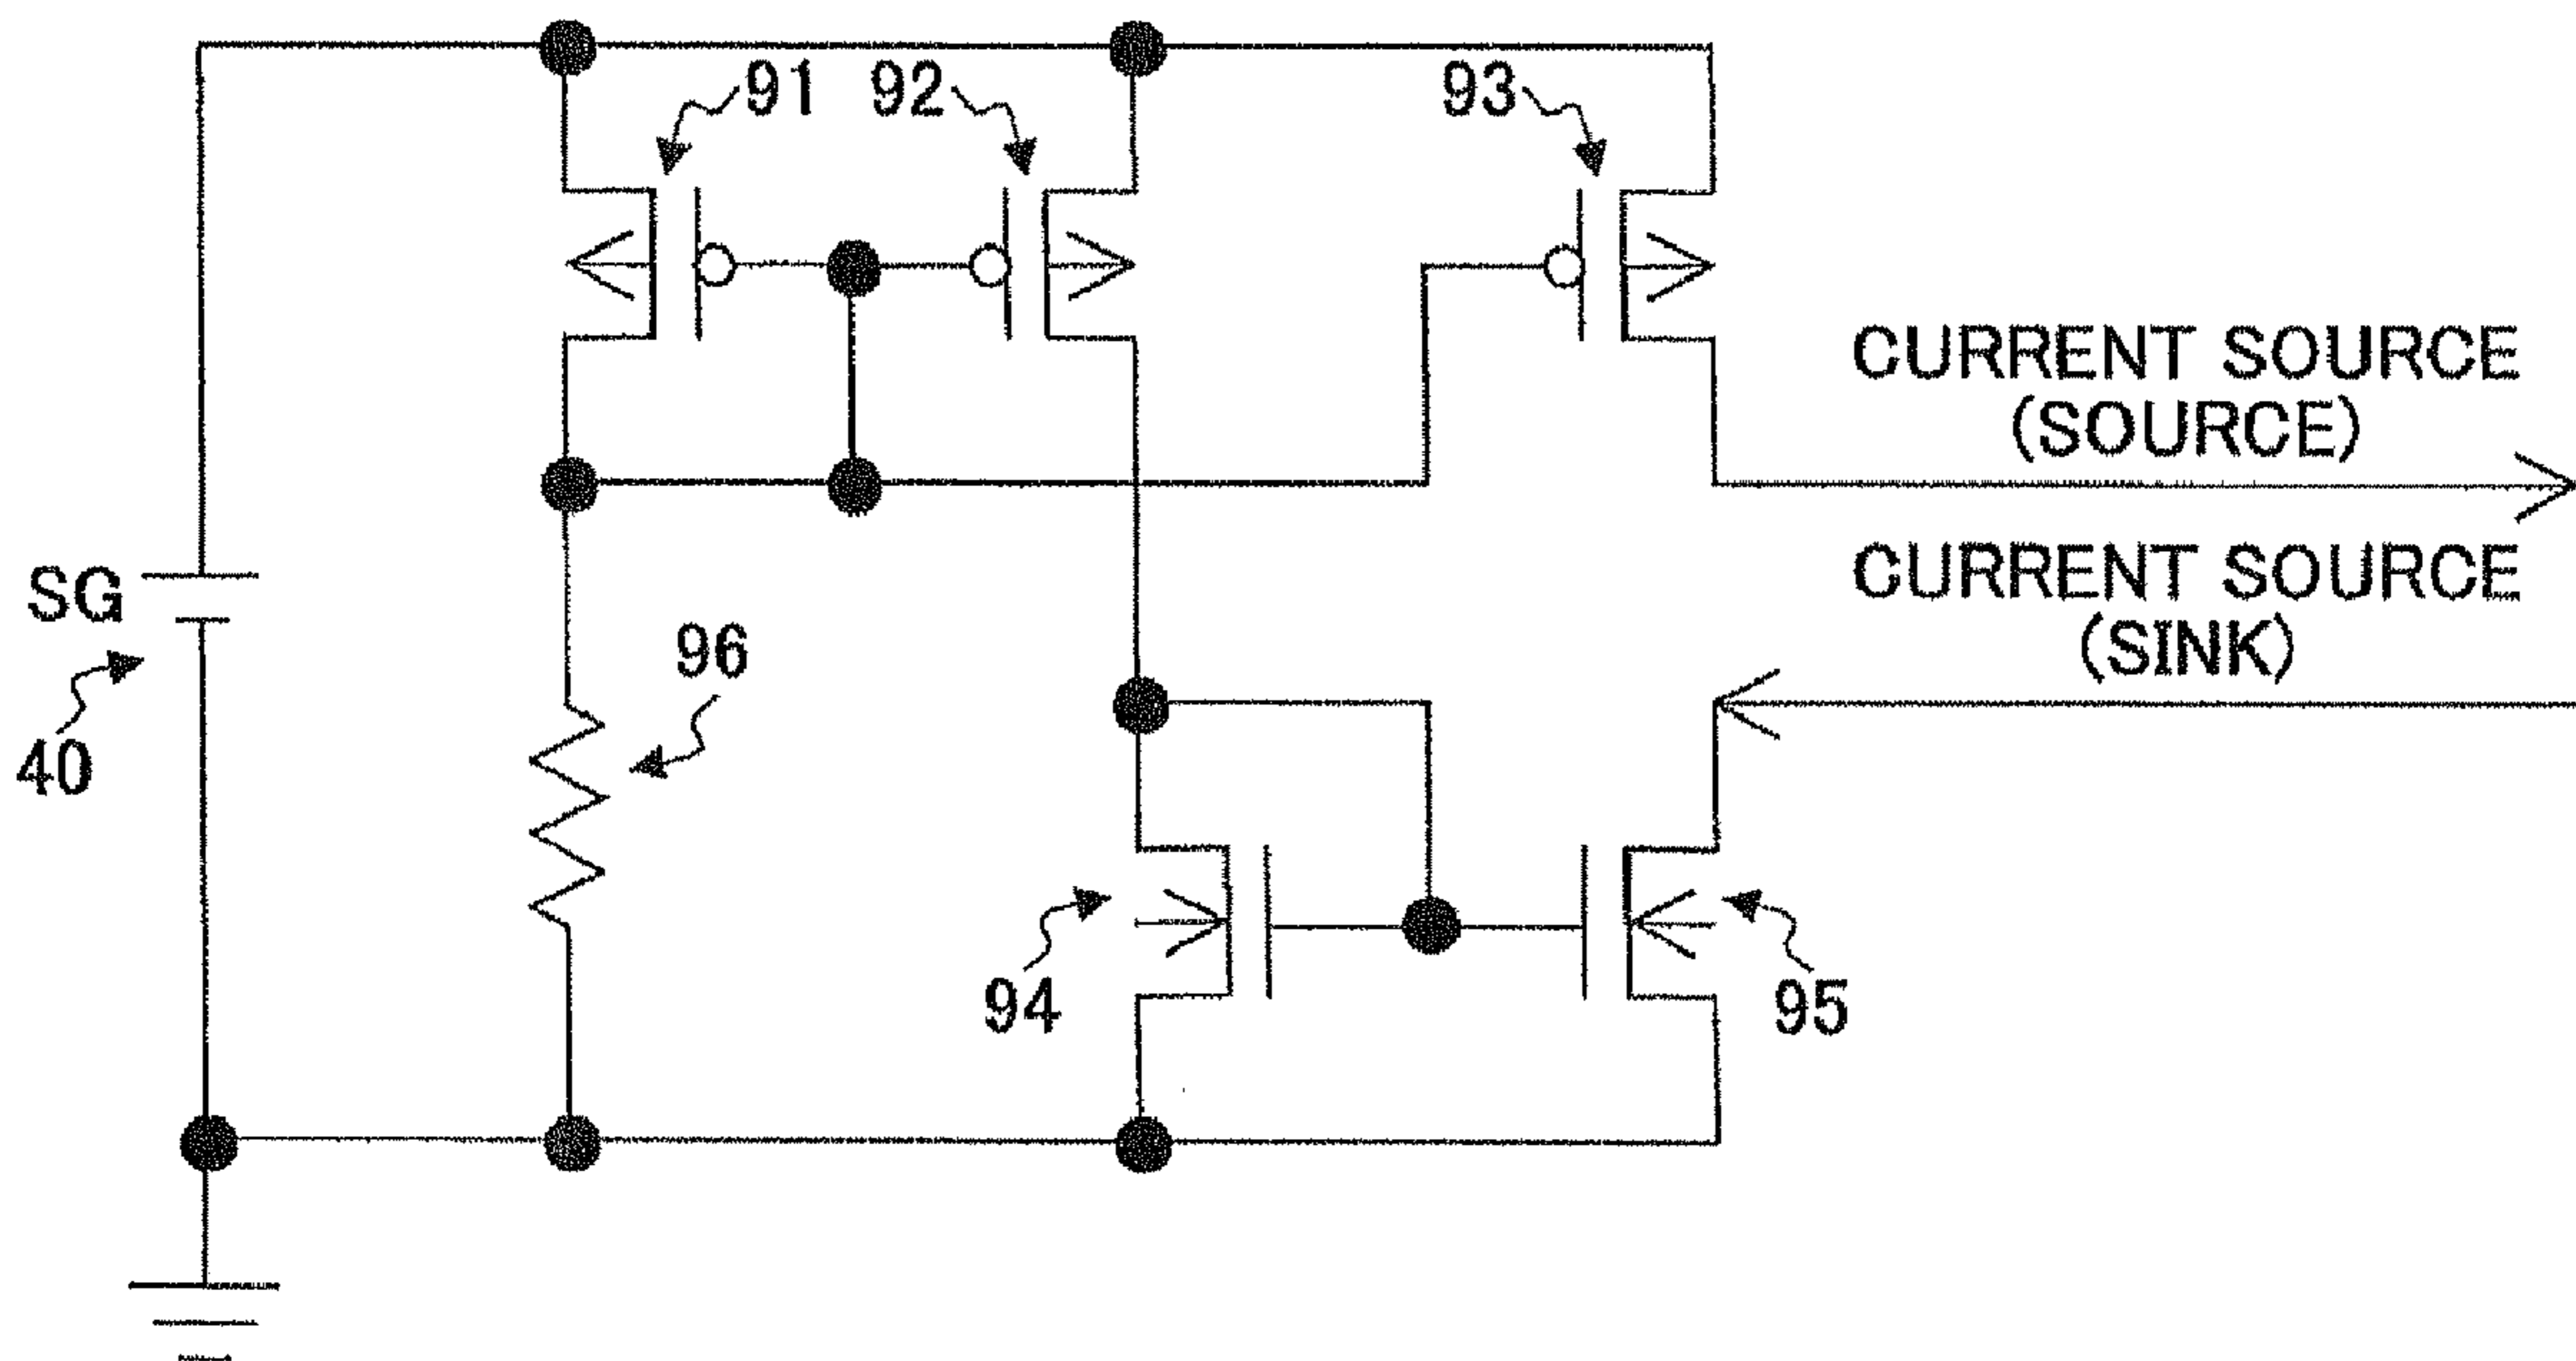 91
92
93
CURRENT SOURCE
(SOURCE)
CURRENT SOURCE
(SINK)
SG
40
96
94
95